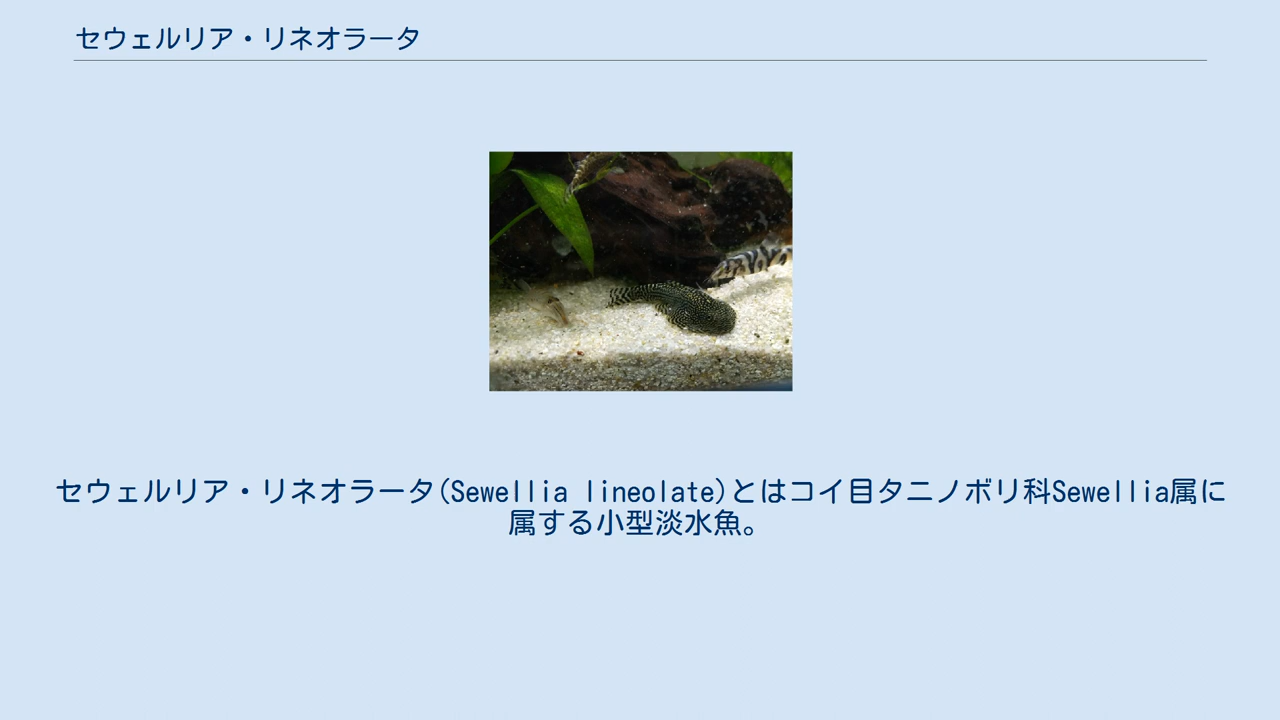 セウェルリア・リネオラータ
セウェルリア・リネオラータ(Sewellia lineolate)とはコイ目タニノボリ科Sewellia属に
属する小型淡水魚。